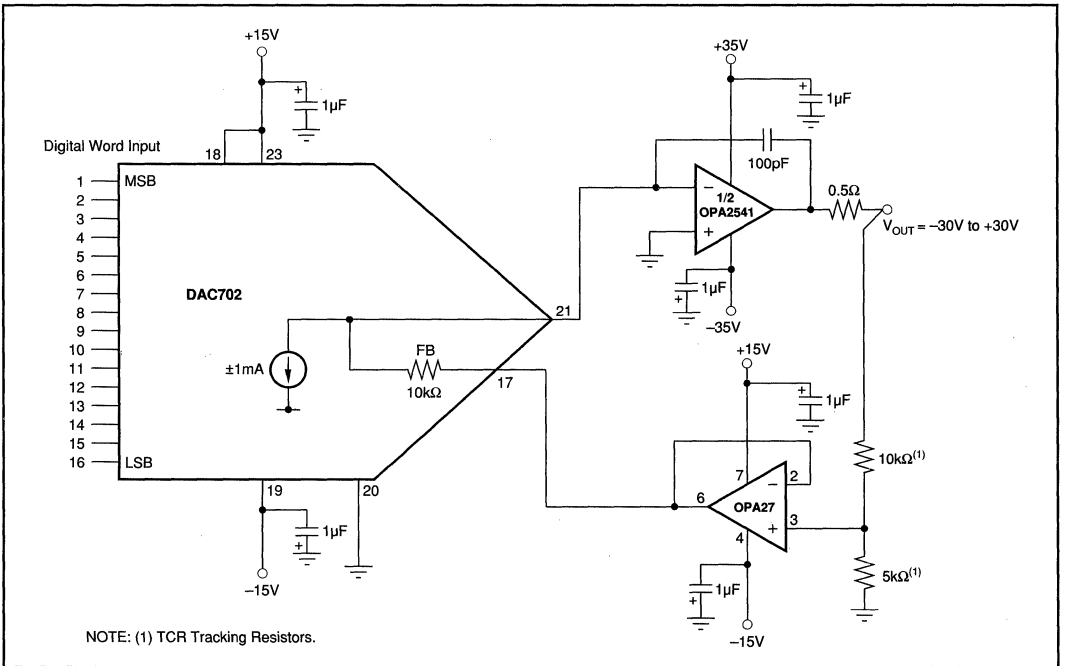 +15V
1µF
Digital Word Input
18
23
1
MSB
2
3
4
5
6
7
8
9
10
11
12
13
14
15
16
LSB
DAC702
±1mA
FB
10kΩ
21
17
19
20
1µF
–15V
+35V
1µF
100pF
–
1/2
OPA2541
+
0.5Ω
VOUT = –30V to +30V
1µF
–35V
+15V
1µF
7
2
–
6
OPA27
+
3
4
10kΩ(1)
5kΩ(1)
1µF
–15V
NOTE: (1) TCR Tracking Resistors.